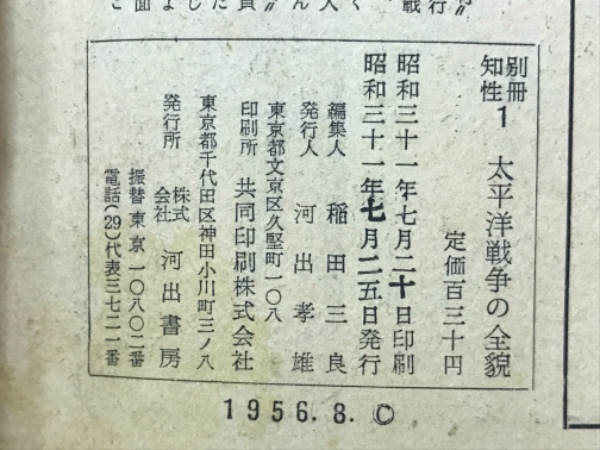 別冊知性1 太平洋戦争の全貌
定価百三十円
昭和三十一年七月二十日印刷
昭和三十一年七月二五日発行
編集人 稲田三良
発行人 河出孝雄
東京都文京区久堅町一〇八
印刷所 共同印刷株式会社
東京都千代田区神田小川町三ノ八
発行所 株式会社 河出書房
振替 東京 一〇八〇二番
電話(29)代表三七二一番
1956.8.©